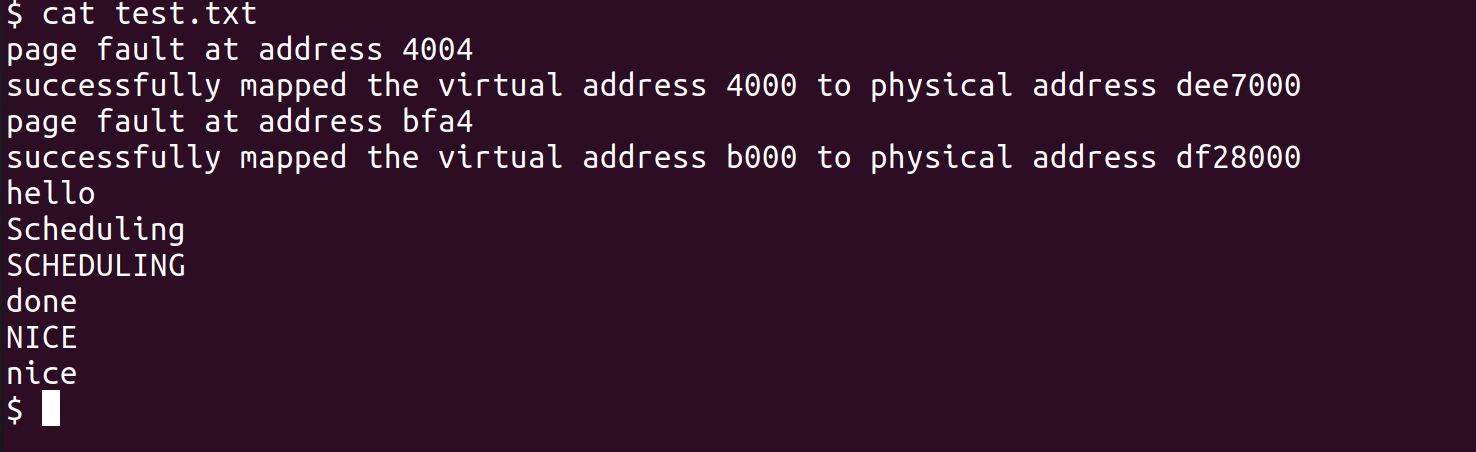 $ cat test.txt
page fault at address 4004
successfully mapped the virtual address 4000 to physical address dee7000
page fault at address bfa4
successfully mapped the virtual address b000 to physical address df28000
hello
Scheduling
SCHEDULING
done
NICE
nice
$